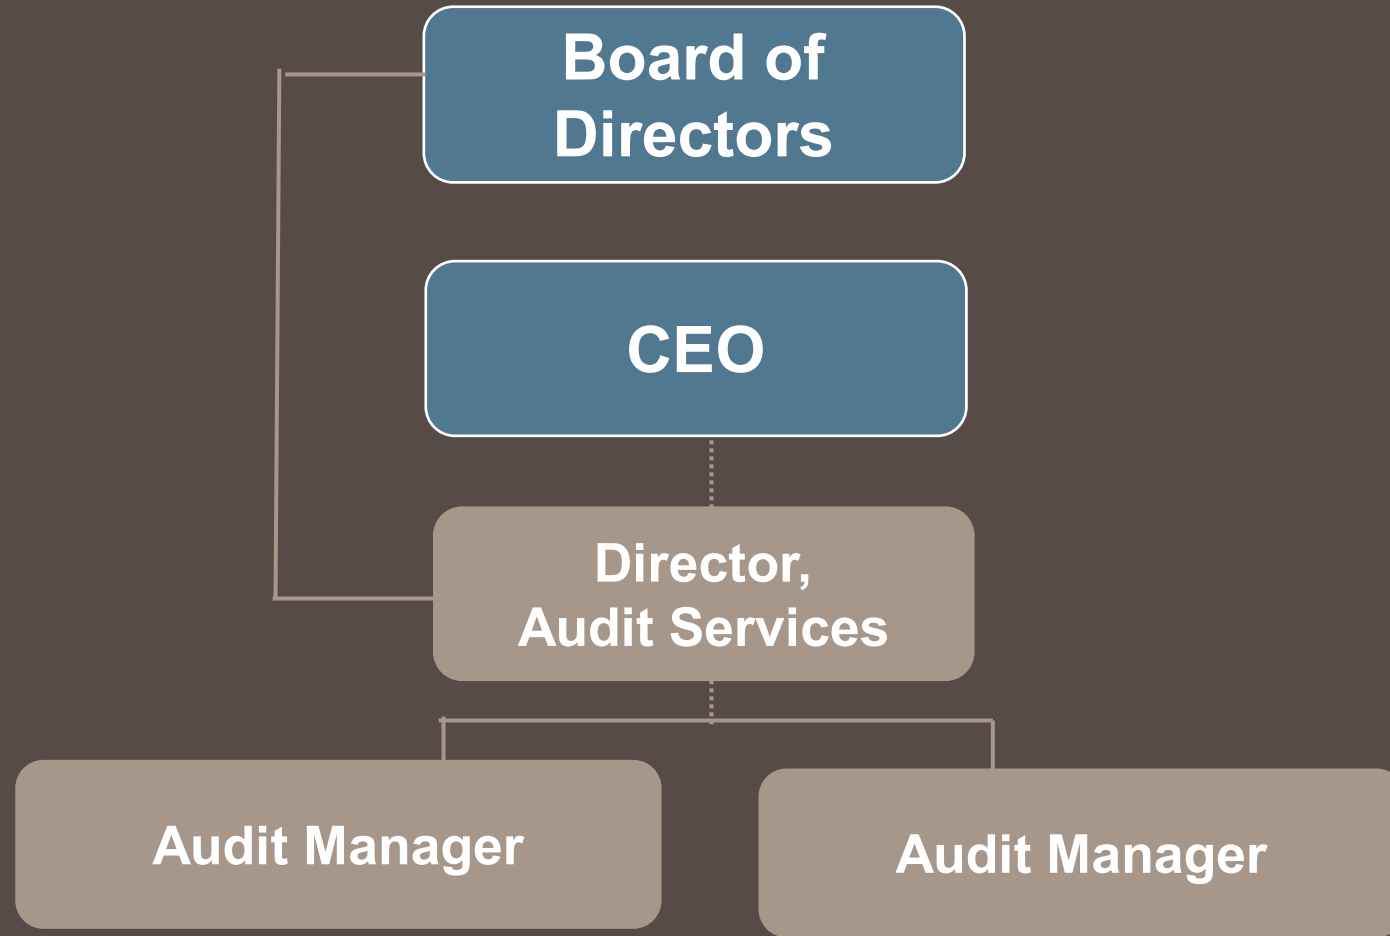 Board of
Directors
CEO
Director,
Audit Services
Audit Manager
Audit Manager